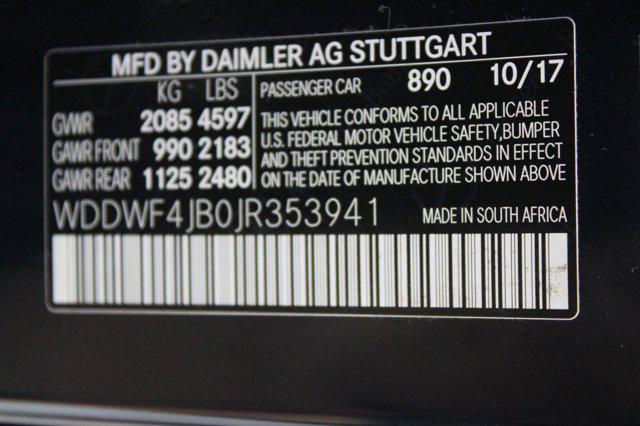 MFD BY DAIMLER AG STUTTGART
KG LBS
GVWR 2085 4597
GAWR FRONT 990 2183
GAWR REAR 1125 2480
PASSENGER CAR 890 10/17
THIS VEHICLE CONFORMS TO ALL APPLICABLE
U.S. FEDERAL MOTOR VEHICLE SAFETY,BUMPER
AND THEFT PREVENTION STANDARDS IN EFFECT
ON THE DATE OF MANUFACTURE SHOWN ABOVE
WDDWF4JB0JR353941 MADE IN SOUTH AFRICA